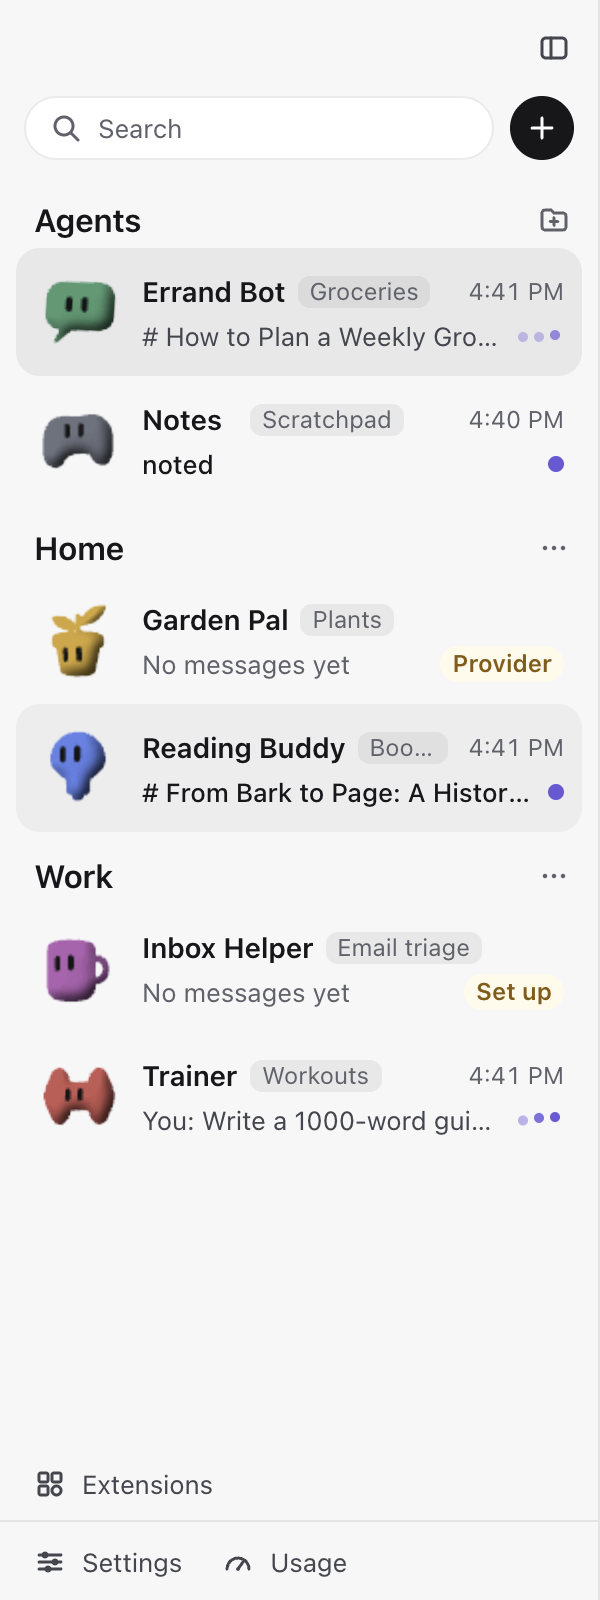 Search
Agents
Errand Bot Groceries 4:41 PM
# How to Plan a Weekly Gro...
Notes Scratchpad 4:40 PM
noted
Home
Garden Pal Plants
No messages yet Provider
Reading Buddy Boo... 4:41 PM
# From Bark to Page: A Histor...
Work
Inbox Helper Email triage
No messages yet Set up
Trainer Workouts 4:41 PM
You: Write a 1000-word gui...
Extensions
Settings Usage